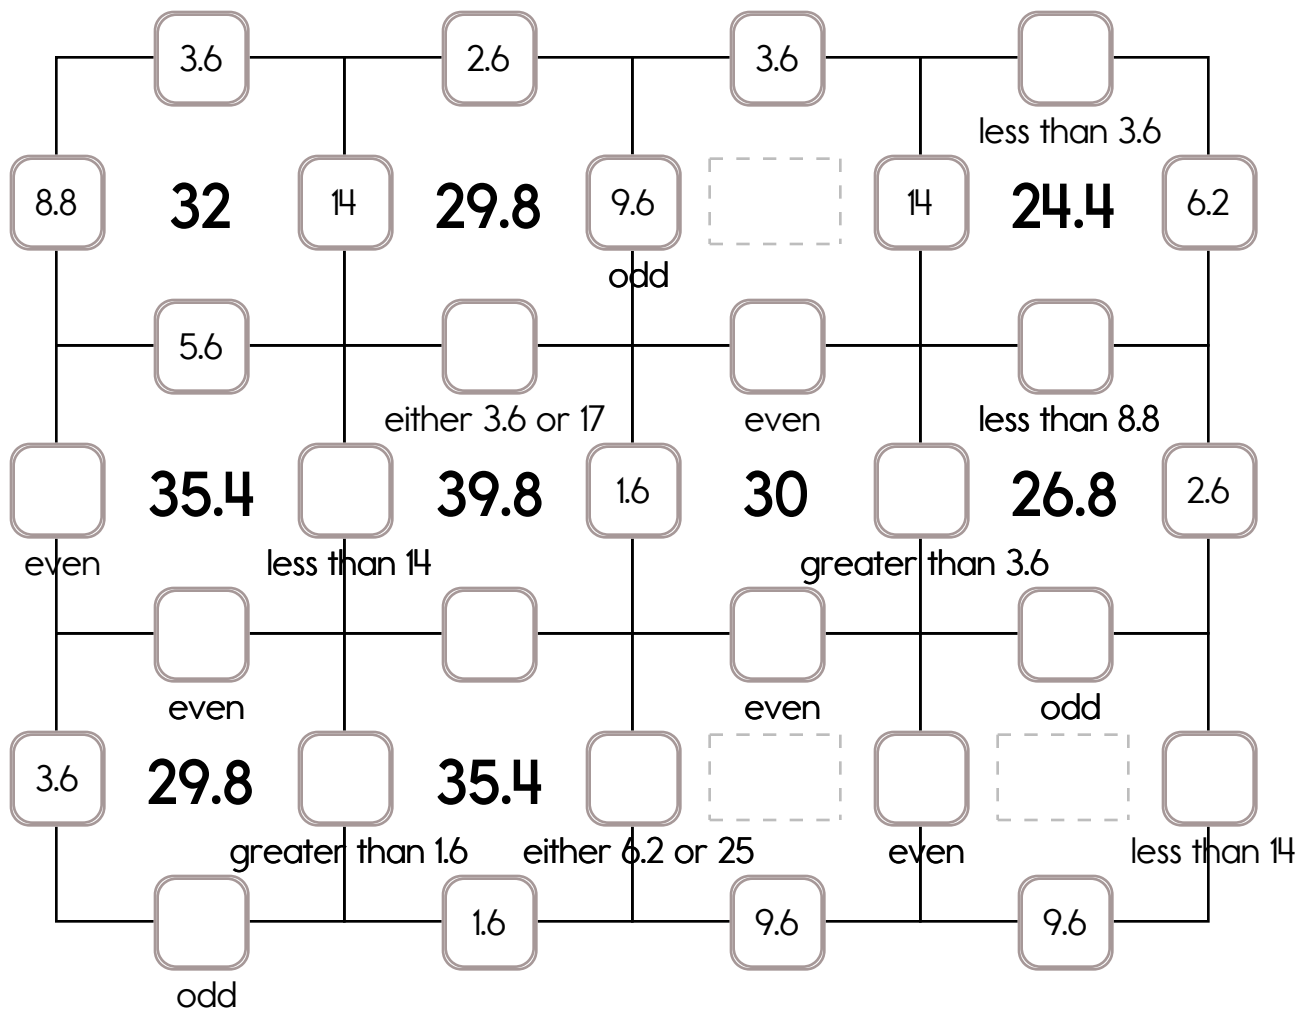 3.6 2.6 3.6
less than 3.6
8.8 32 14 29.8 9.6 14 24.4 6.2
odd
5.6
either 3.6 or 17 even less than 8.8
35.4 39.8 1.6 30 26.8 2.6
even less than 14 greater than 3.6
even even odd
3.6 29.8 35.4
greater than 1.6 either 6.2 or 25 even less than 14
1.6 9.6 9.6
odd